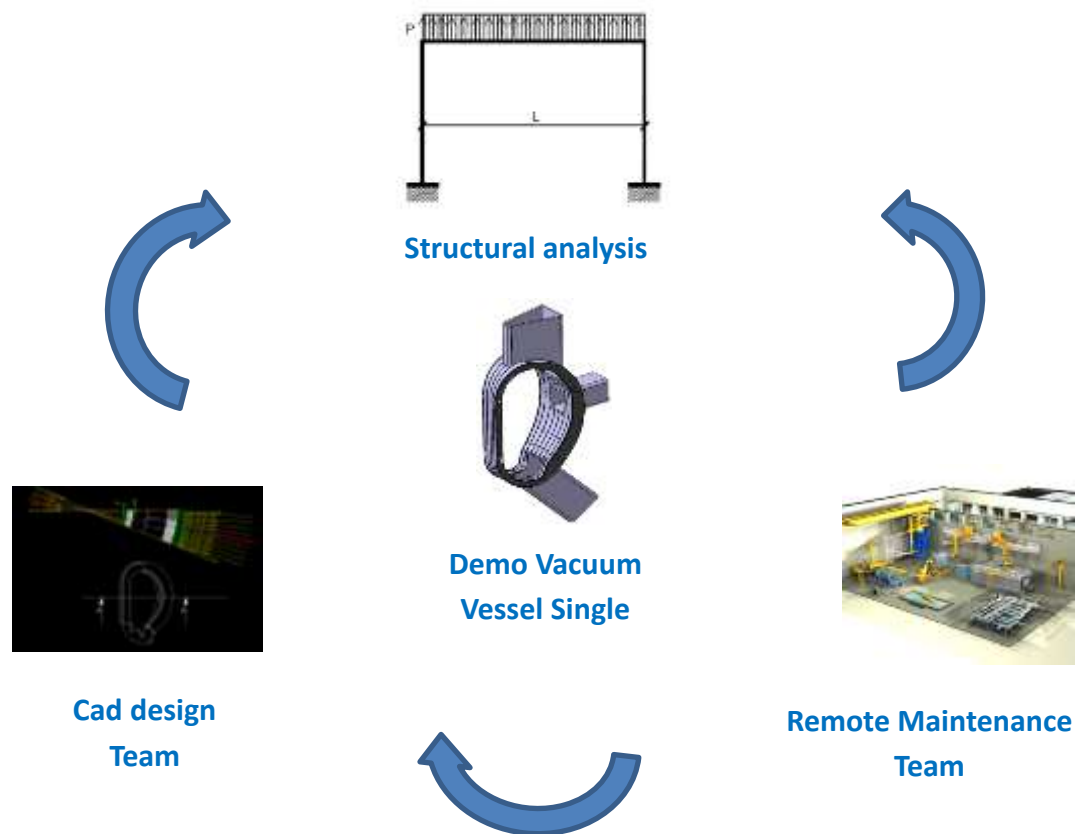 P
L
Structural analysis
Demo Vacuum
Vessel Single
Cad design
Team
Remote Maintenance
Team